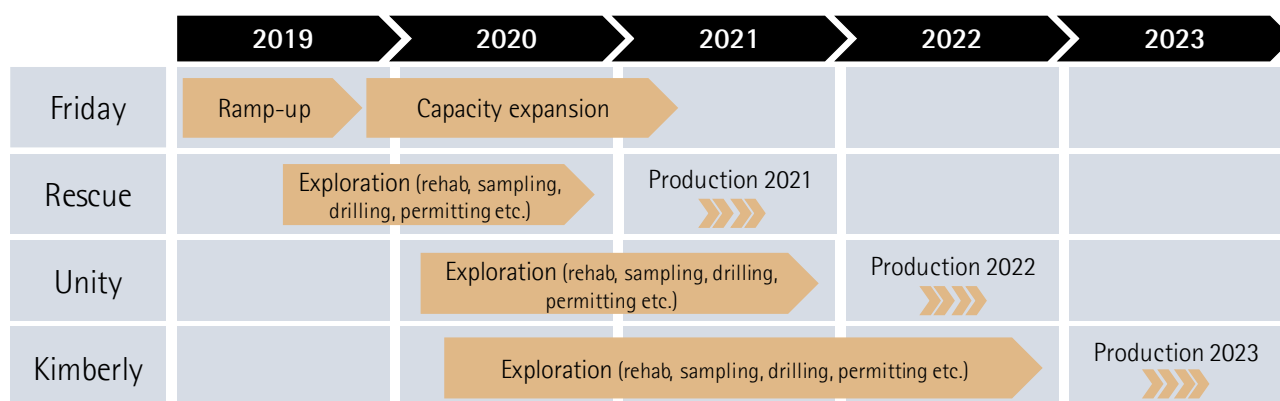 2019 2020 2021 2022 2023
Friday Ramp-up Capacity expansion
Rescue
Exploration (rehab, sampling,
drilling, permitting etc.)
Production 2021
Unity
Exploration (rehab, sampling, drilling,
permitting etc.)
Production 2022
Kimberly
Exploration (rehab, sampling, drilling, permitting etc.)
Production 2023